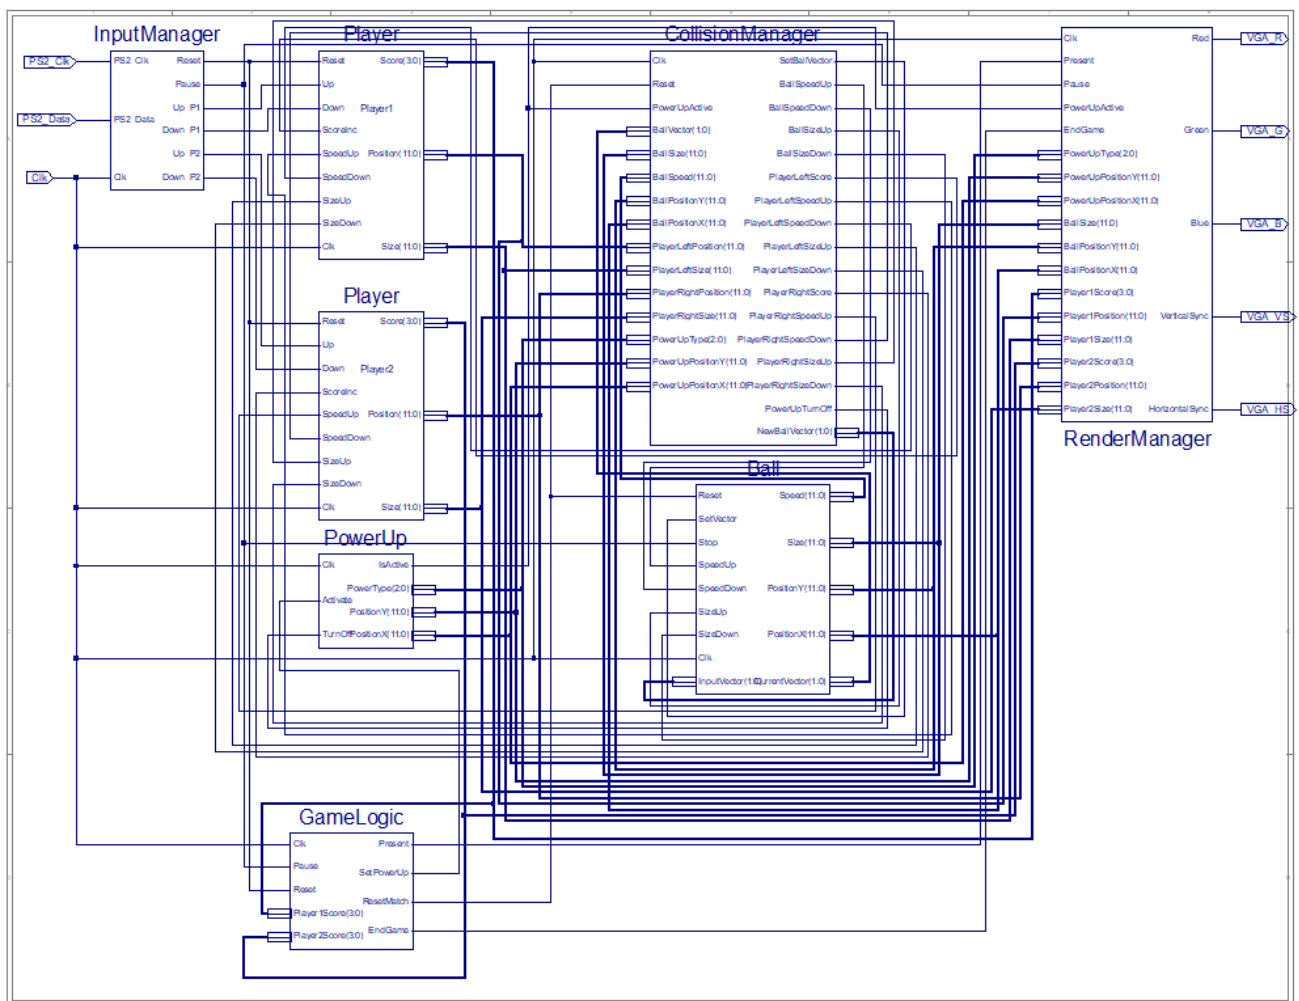 InputManager
PS2_Clk
PS2_Data
Clk
PS2 Clk
PS2 Data
Clk
Reset
Pause
Up P1
Down P1
Up P2
Down P2
Player
Reset
Up
Down
ScoreInc
SpeedUp
SpeedDown
SizeUp
SizeDown
Clk
Player1
Score(3:0)
Position(11:0)
Size(11:0)
Player
Reset
Up
Down
ScoreInc
SpeedUp
SpeedDown
SizeUp
SizeDown
Clk
Player2
Score(3:0)
Position(11:0)
Size(11:0)
PowerUp
Clk
Activate
TurnOff
IsActive
PowerType(2:0)
PositionY(11:0)
PositionX(11:0)
GameLogic
Clk
Pause
Reset
Player1Score(3:0)
Player2Score(3:0)
Present
SetPowerUp
ResetMatch
EndGame
CollisionManager
Clk
Reset
PowerUpActive
BallVector(1:0)
BallSize(11:0)
BallSpeed(11:0)
BallPositionY(11:0)
BallPositionX(11:0)
PlayerLeftPosition(11:0)
PlayerLeftSize(11:0)
PlayerRightPosition(11:0)
PlayerRightSize(11:0)
PowerUpType(2:0)
PowerUpPositionY(11:0)
PowerUpPositionX(11:0)
SetBallVector
BallSpeedUp
BallSpeedDown
BallSizeUp
BallSizeDown
PlayerLeftScore
PlayerLeftSpeedUp
PlayerLeftSpeedDown
PlayerLeftSizeUp
PlayerLeftSizeDown
PlayerRightScore
PlayerRightSpeedUp
PlayerRightSpeedDown
PlayerRightSizeUp
PlayerRightSizeDown
PowerUpTurnOff
NewBallVector(1:0)
Ball
Reset
SetVector
Stop
SpeedUp
SpeedDown
SizeUp
SizeDown
Clk
InputVector(1:0)
Speed(11:0)
Size(11:0)
PositionY(11:0)
PositionX(11:0)
CurrentVector(1:0)
Clk
Present
Pause
PowerUpActive
EndGame
PowerUpType(2:0)
PowerUpPositionY(11:0)
PowerUpPositionX(11:0)
BallSize(11:0)
BallPositionY(11:0)
BallPositionX(11:0)
Player1Score(3:0)
Player1Position(11:0)
Player1Size(11:0)
Player2Score(3:0)
Player2Position(11:0)
Player2Size(11:0)
Red
Green
Blue
VerticalSync
HorizontalSync
RenderManager
VGA_R
VGA_G
VGA_B
VGA_VS
VGA_HS